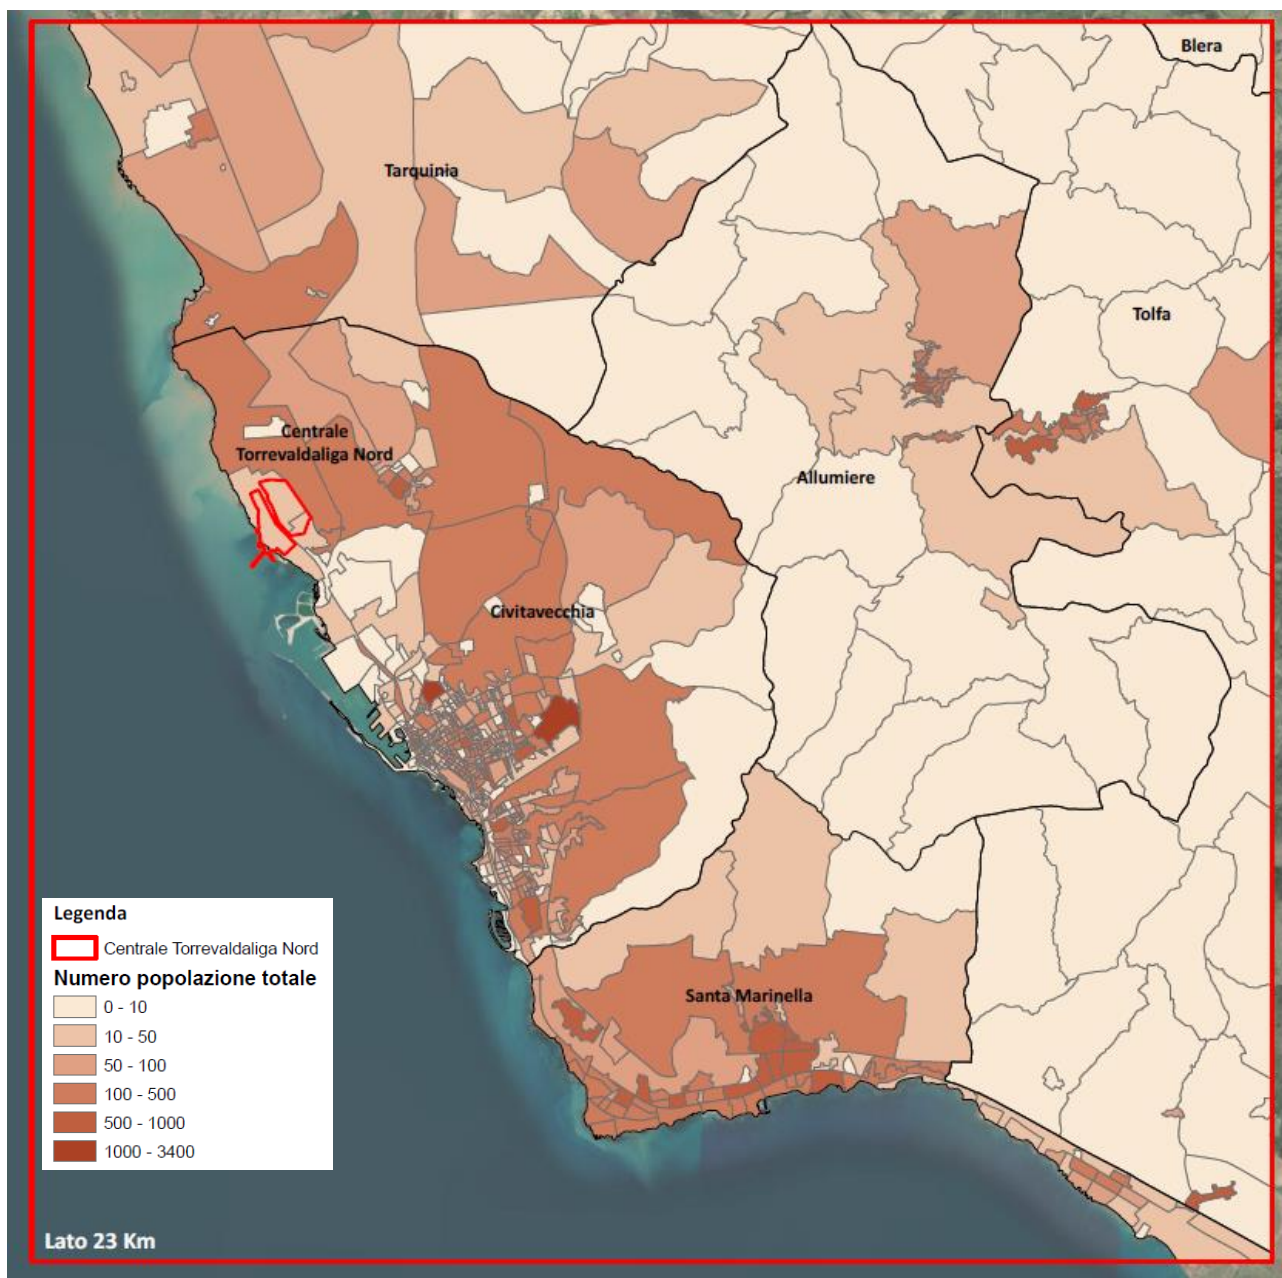 Blera
Tarquinia
Tolfa
Centrale
Torrevaldaliga Nord
Allumiere
Civitavecchia
Santa Marinella
Legenda
Centrale Torrevaldaliga Nord
Numero popolazione totale
0 - 10
10 - 50
50 - 100
100 - 500
500 - 1000
1000 - 3400
Lato 23 Km